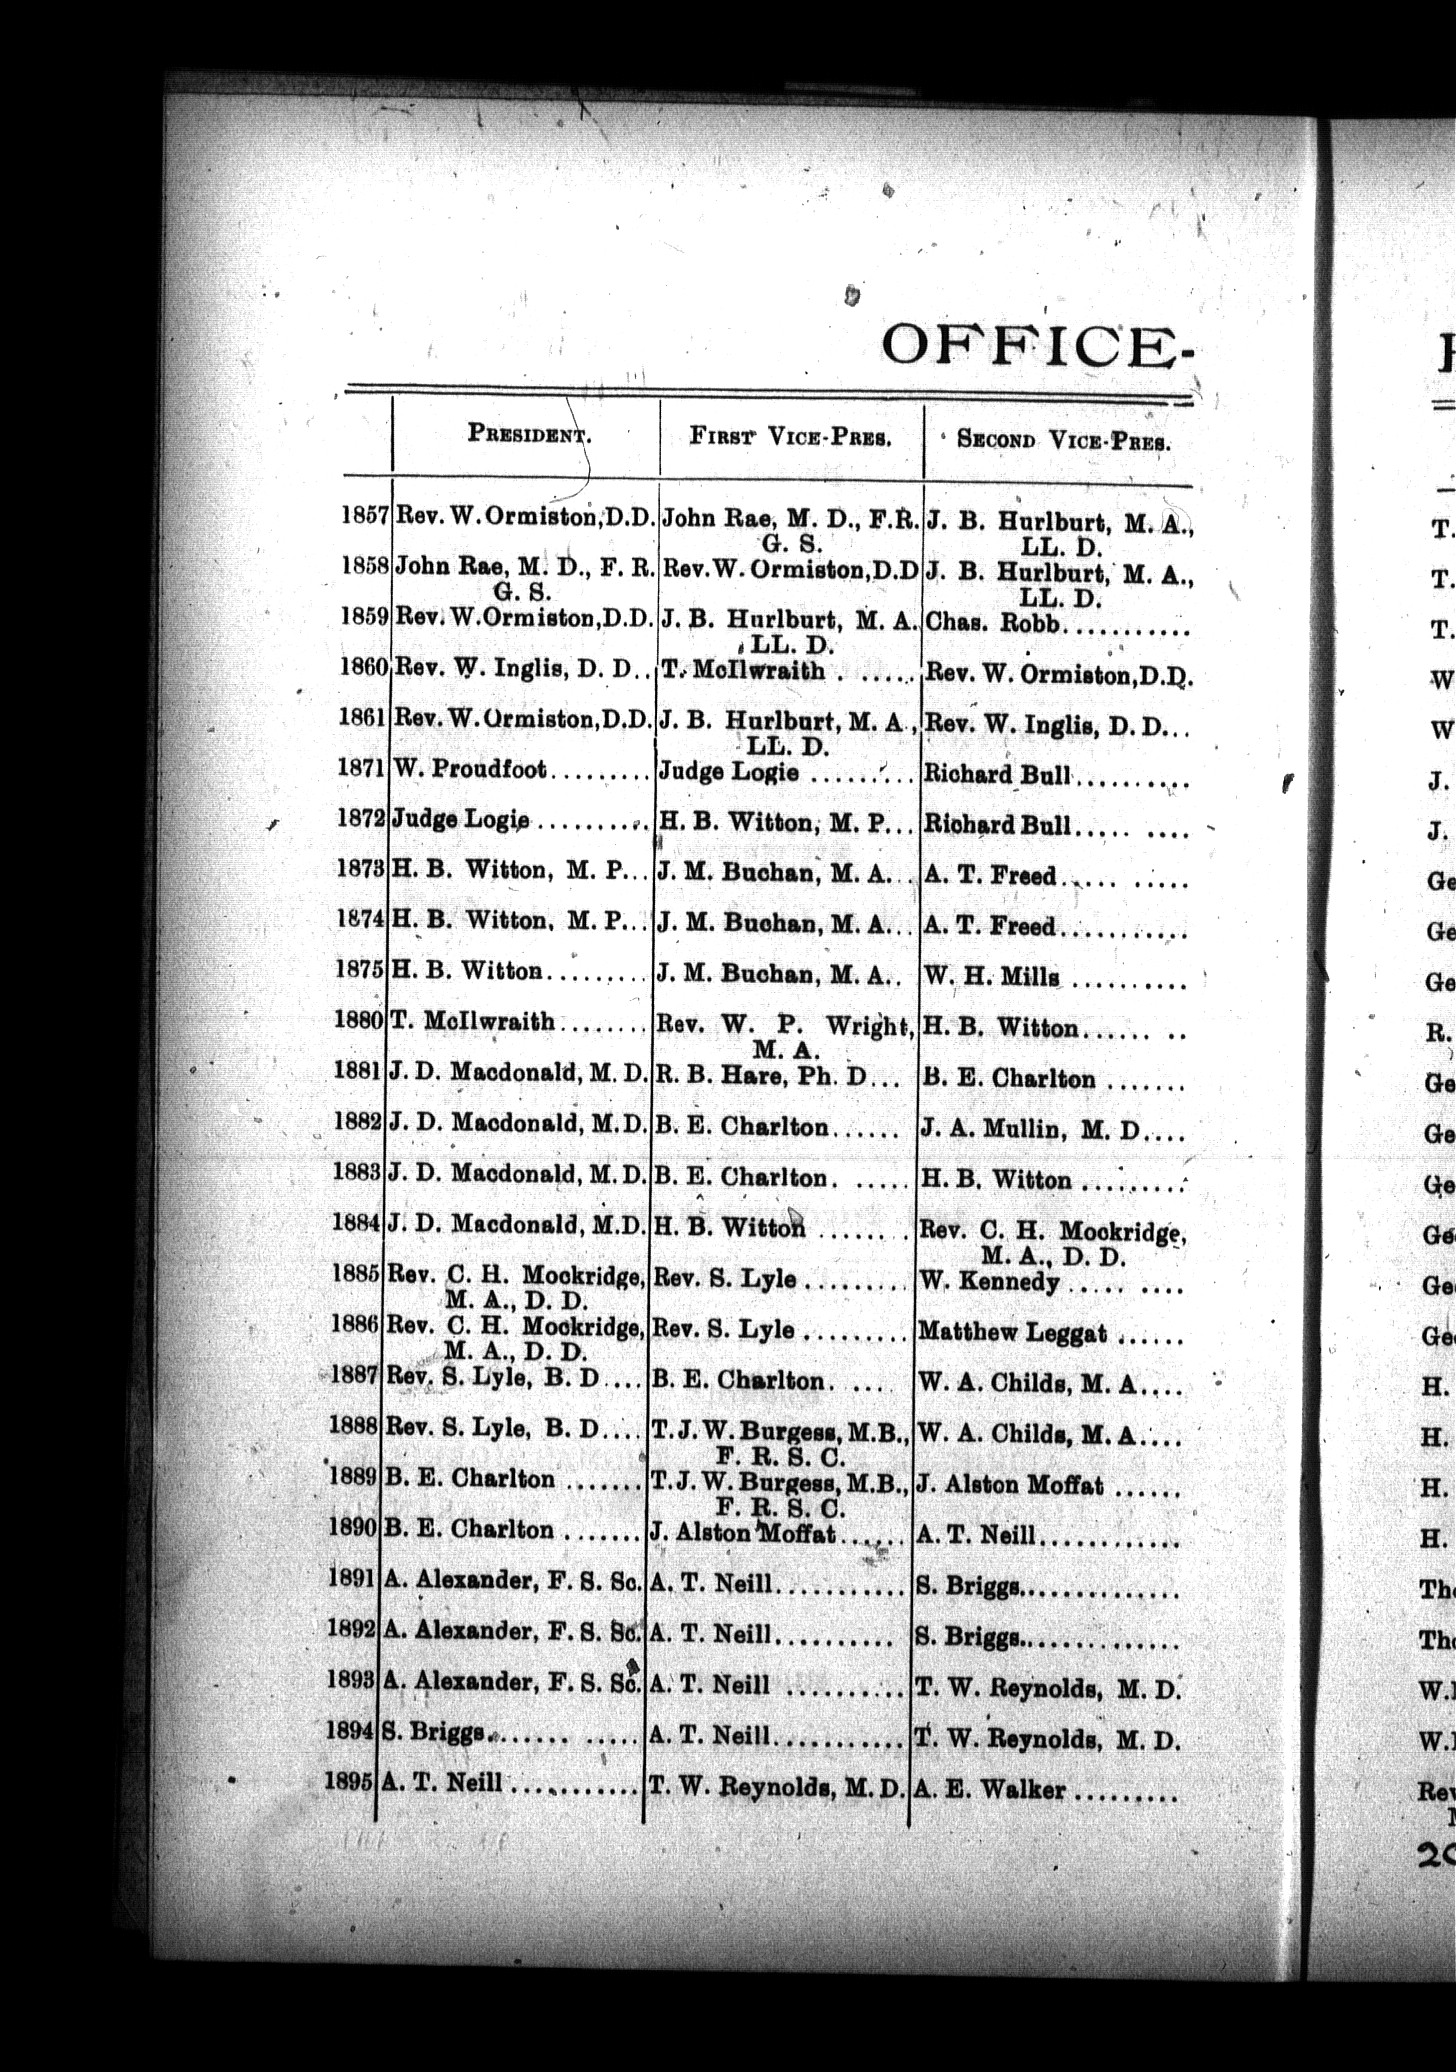 OFFICE-
PRESIDENT. FIRST VICE-PRES. SECOND VICE-PRES.
1857 Rev. W. Ormiston, D.D. John Rae, M. D., F.R. J. B. Hurlburt, M. A.,
G. S. LL. D.
1858 John Rae, M. D., F. R. Rev. W. Ormiston, D.D J. B. Hurlburt, M. A.,
G. S. LL. D.
1859 Rev. W. Ormiston, D.D. J. B. Hurlburt, M. A. Chas. Robb...........
LL. D.
1860 Rev. W. Inglis, D. D.. T. McIlwraith . ..... Rev. W. Ormiston, D.D.
1861 Rev. W. Ormiston, D.D. J. B. Hurlburt, M. A., Rev. W. Inglis, D. D...
LL. D.
1871 W. Proudfoot......... Judge Logie ......... Richard Bull..........
1872 Judge Logie .......... H. B. Witton, M. P... Richard Bull..... ....
1873 H. B. Witton, M. P... J. M. Buchan, M. A... A. T. Freed..... .....
1874 H. B. Witton, M. P... J. M. Buchan, M. A... A. T. Freed...........
1875 H. B. Witton......... J. M. Buchan, M. A.. W. H. Mills ..........
1880 T. McIlwraith........ Rev. W. P. Wright, H. B. Witton...... ..
M. A.
1881 J. D. Macdonald, M. D. R. B. Hare, Ph. D... B. E. Charlton .......
1882 J. D. Macdonald, M.D. B. E. Charlton...... J. A. Mullin, M. D....
1883 J. D. Macdonald, M.D. B. E. Charlton. ..... H. B. Witton .........
1884 J. D. Macdonald, M.D. H. B. Witton ....... . Rev. C. H. Mockridge,
M. A., D. D.
1885 Rev. C. H. Mockridge, Rev. S. Lyle ......... W. Kennedy ..... ....
M. A., D. D.
1886 Rev. C. H. Mockridge, Rev. S. Lyle ......... Matthew Leggat ......
M. A., D. D.
1887 Rev. S. Lyle, B. D.... B. E. Charlton. .... W. A. Childs, M. A....
1888 Rev. S. Lyle, B. D.... T. J. W. Burgess, M.B., W. A. Childs, M. A....
F. R. S. C.
1889 B. E. Charlton ....... T. J. W. Burgess, M.B., J. Alston Moffat ......
F. R. S. C.
1890 B. E. Charlton ....... J. Alston Moffat...... A. T. Neill............
1891 A. Alexander, F. S. Sc. A. T. Neill........... S. Briggs..............
1892 A. Alexander, F. S. Sc. A. T. Neill.......... S. Briggs..............
1893 A. Alexander, F. S. Sc. A. T. Neill .......... T. W. Reynolds, M. D.
1894 S. Briggs....... ..... A. T. Neill........... T. W. Reynolds, M. D.
1895 A. T. Neill ........... T. W. Reynolds, M. D. A. E. Walker .........